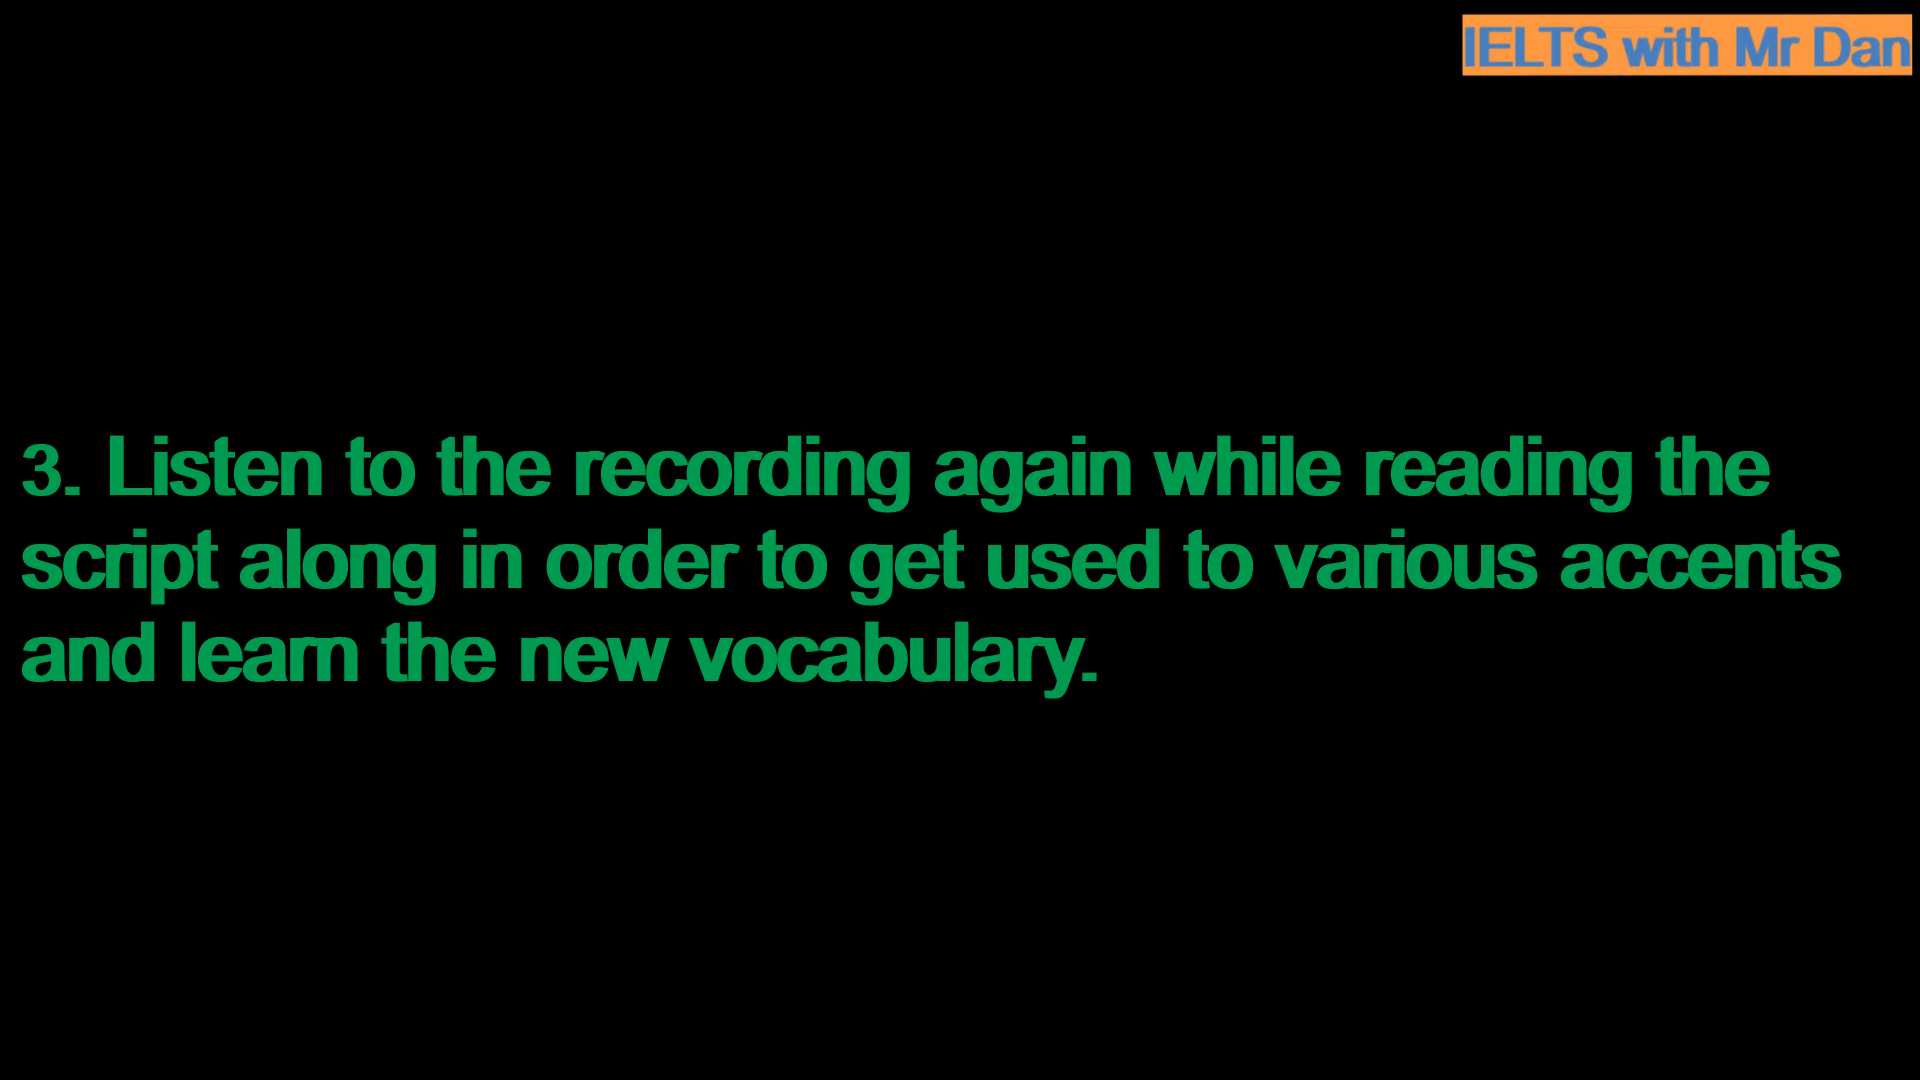 IELTS with Mr Dan
3. Listen to the recording again while reading the
script along in order to get used to various accents
and learn the new vocabulary.